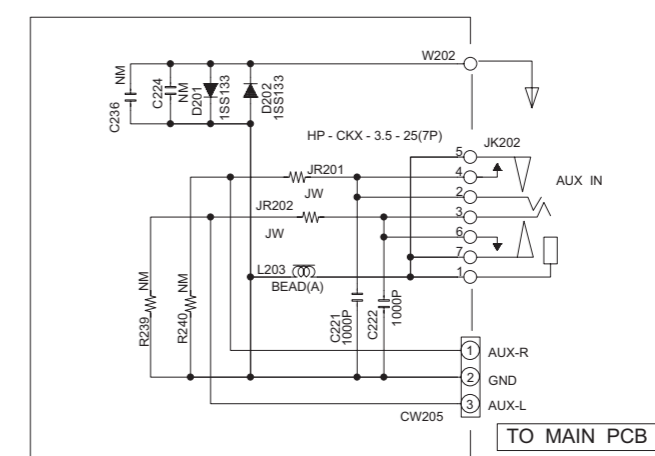 W202
NM
C236
C224
NM
D201
1SS133
D202
1SS133
HP - CKX - 3.5 - 25(7P)
JK202
5
4
2
3
6
7
1
AUX IN
JR201
JW
JR202
JW
L203
BEAD(A)
NM
R239
NM
R240
C221
1000P
C222
1000P
1 AUX-R
2 GND
3 AUX-L
CW205
TO MAIN PCB